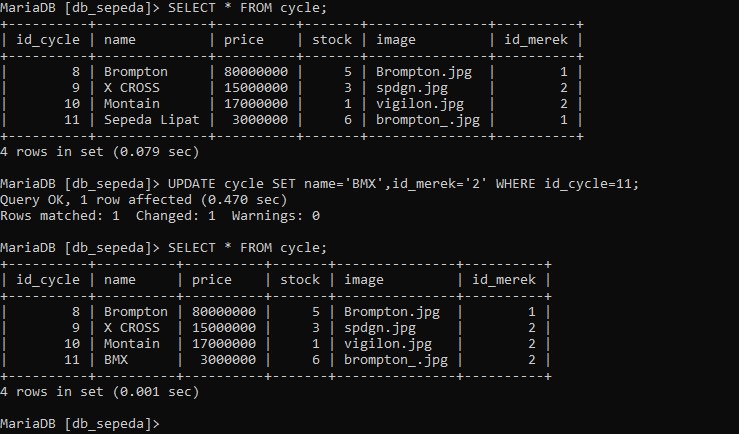 MariaDB [db_sepeda]> SELECT * FROM cycle;
+----------+--------------+----------+-------+---------------+----------+
| id_cycle | name         | price    | stock | image         | id_merek |
+----------+--------------+----------+-------+---------------+----------+
|        8 | Brompton     | 80000000 |     5 | Brompton.jpg  |        1 |
|        9 | X CROSS      | 15000000 |     3 | spdgn.jpg     |        2 |
|       10 | Montain      | 17000000 |     1 | vigilon.jpg   |        2 |
|       11 | Sepeda Lipat |  3000000 |     6 | brompton_.jpg |        1 |
+----------+--------------+----------+-------+---------------+----------+
4 rows in set (0.079 sec)

MariaDB [db_sepeda]> UPDATE cycle SET name='BMX',id_merek='2' WHERE id_cycle=11;
Query OK, 1 row affected (0.470 sec)
Rows matched: 1  Changed: 1  Warnings: 0

MariaDB [db_sepeda]> SELECT * FROM cycle;
+----------+----------+----------+-------+---------------+----------+
| id_cycle | name     | price    | stock | image         | id_merek |
+----------+----------+----------+-------+---------------+----------+
|        8 | Brompton | 80000000 |     5 | Brompton.jpg  |        1 |
|        9 | X CROSS  | 15000000 |     3 | spdgn.jpg     |        2 |
|       10 | Montain  | 17000000 |     1 | vigilon.jpg   |        2 |
|       11 | BMX      |  3000000 |     6 | brompton_.jpg |        2 |
+----------+----------+----------+-------+---------------+----------+
4 rows in set (0.001 sec)

MariaDB [db_sepeda]>